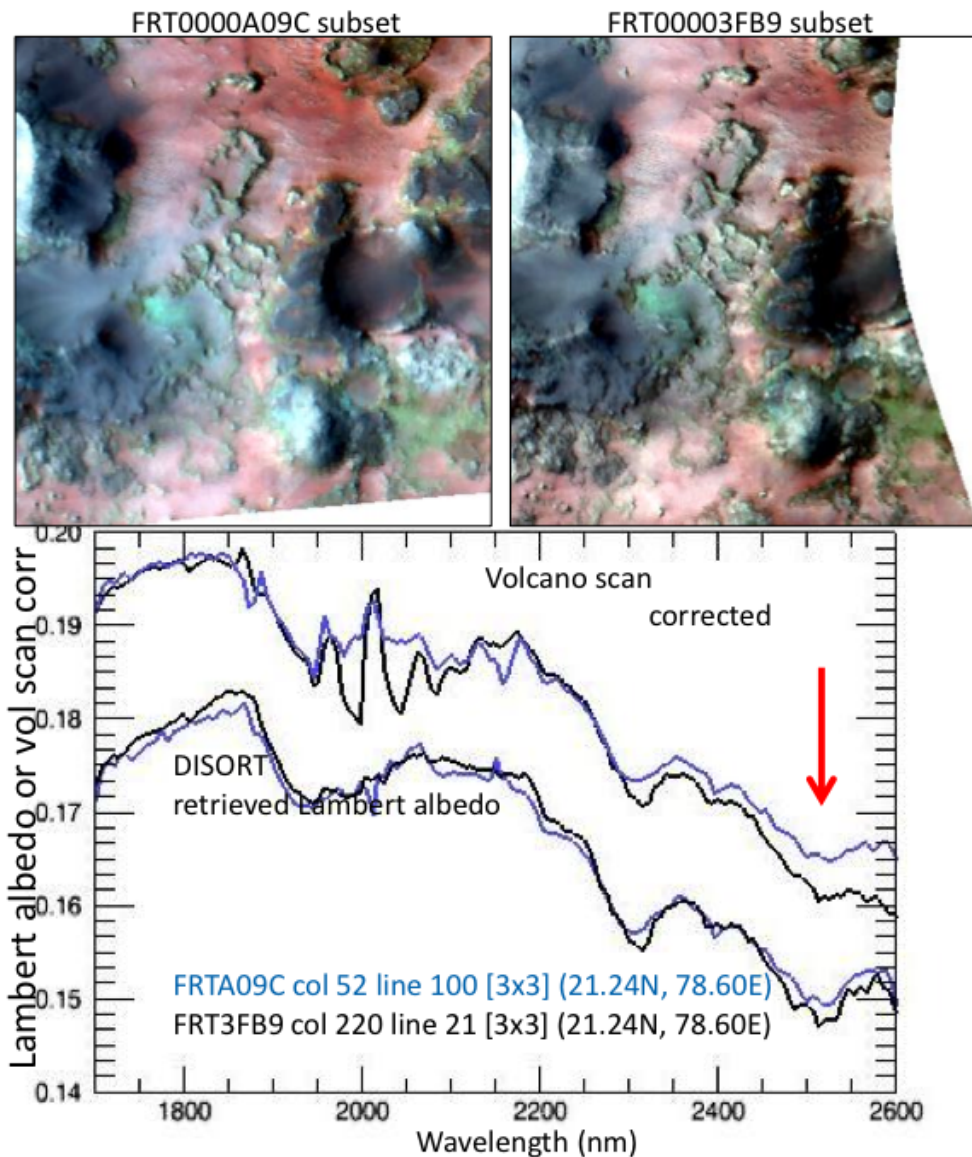 FRT0000A09C subset
FRT00003FB9 subset
Lambert albedo or vol scan corr
0.20
0.19
0.18
0.17
0.16
0.15
0.14
Volcano scan
corrected
DISORT
retrieved Lambert albedo
FRTA09C col 52 line 100 [3x3] (21.24N, 78.60E)
FRT3FB9 col 220 line 21 [3x3] (21.24N, 78.60E)
1800
2000
2200
2400
2600
Wavelength (nm)